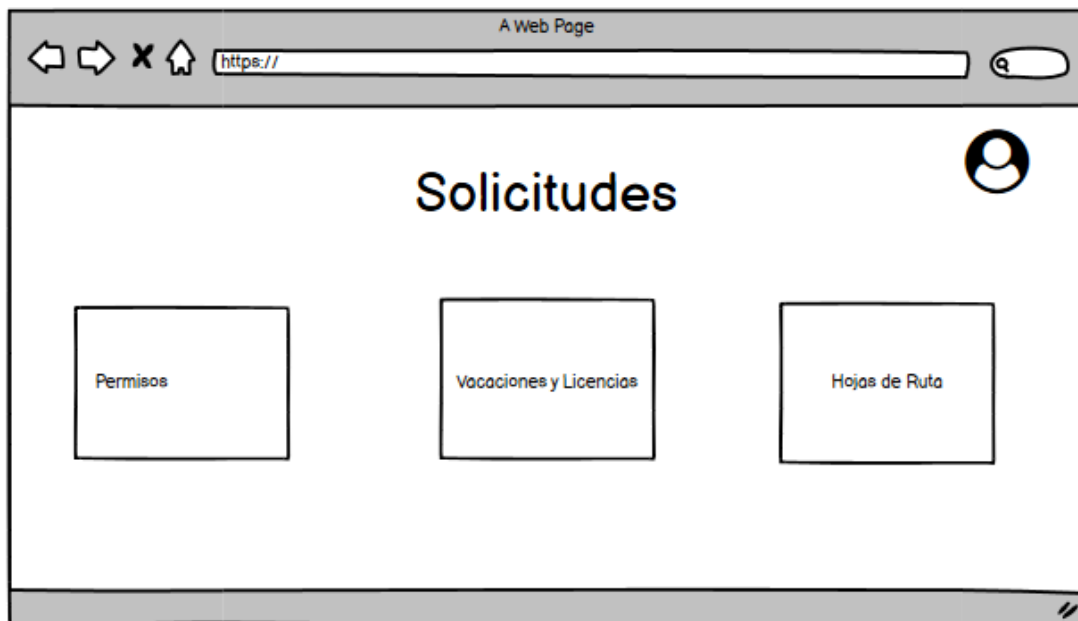 A Web Page
https://
Solicitudes
Permisos
Vacaciones y Licencias
Hojas de Ruta